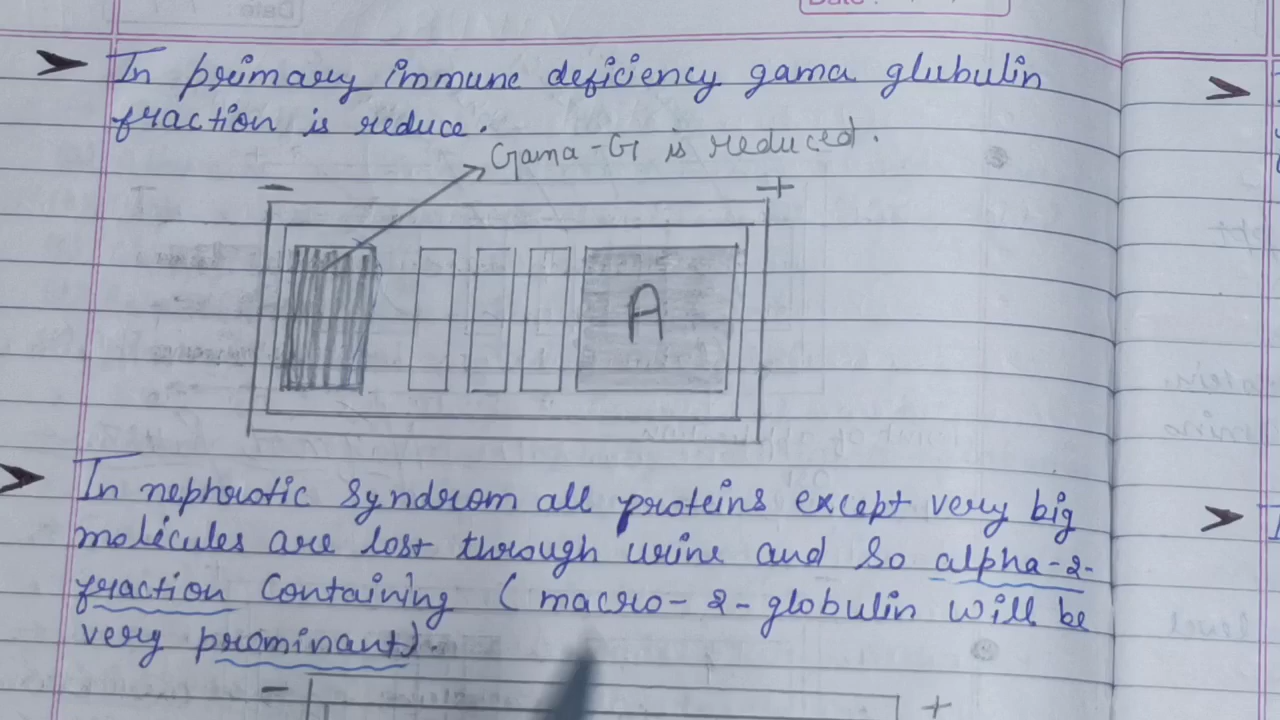 In primary immune deficiency gama glubulin
fraction is reduce.
Gama-G is reduced.
- +
A
In nephrotic Syndrom all proteins except very big
molecules are lost through urine and so alpha-2-
fraction Containing (macro-2-globulin will be
very prominant).
- +